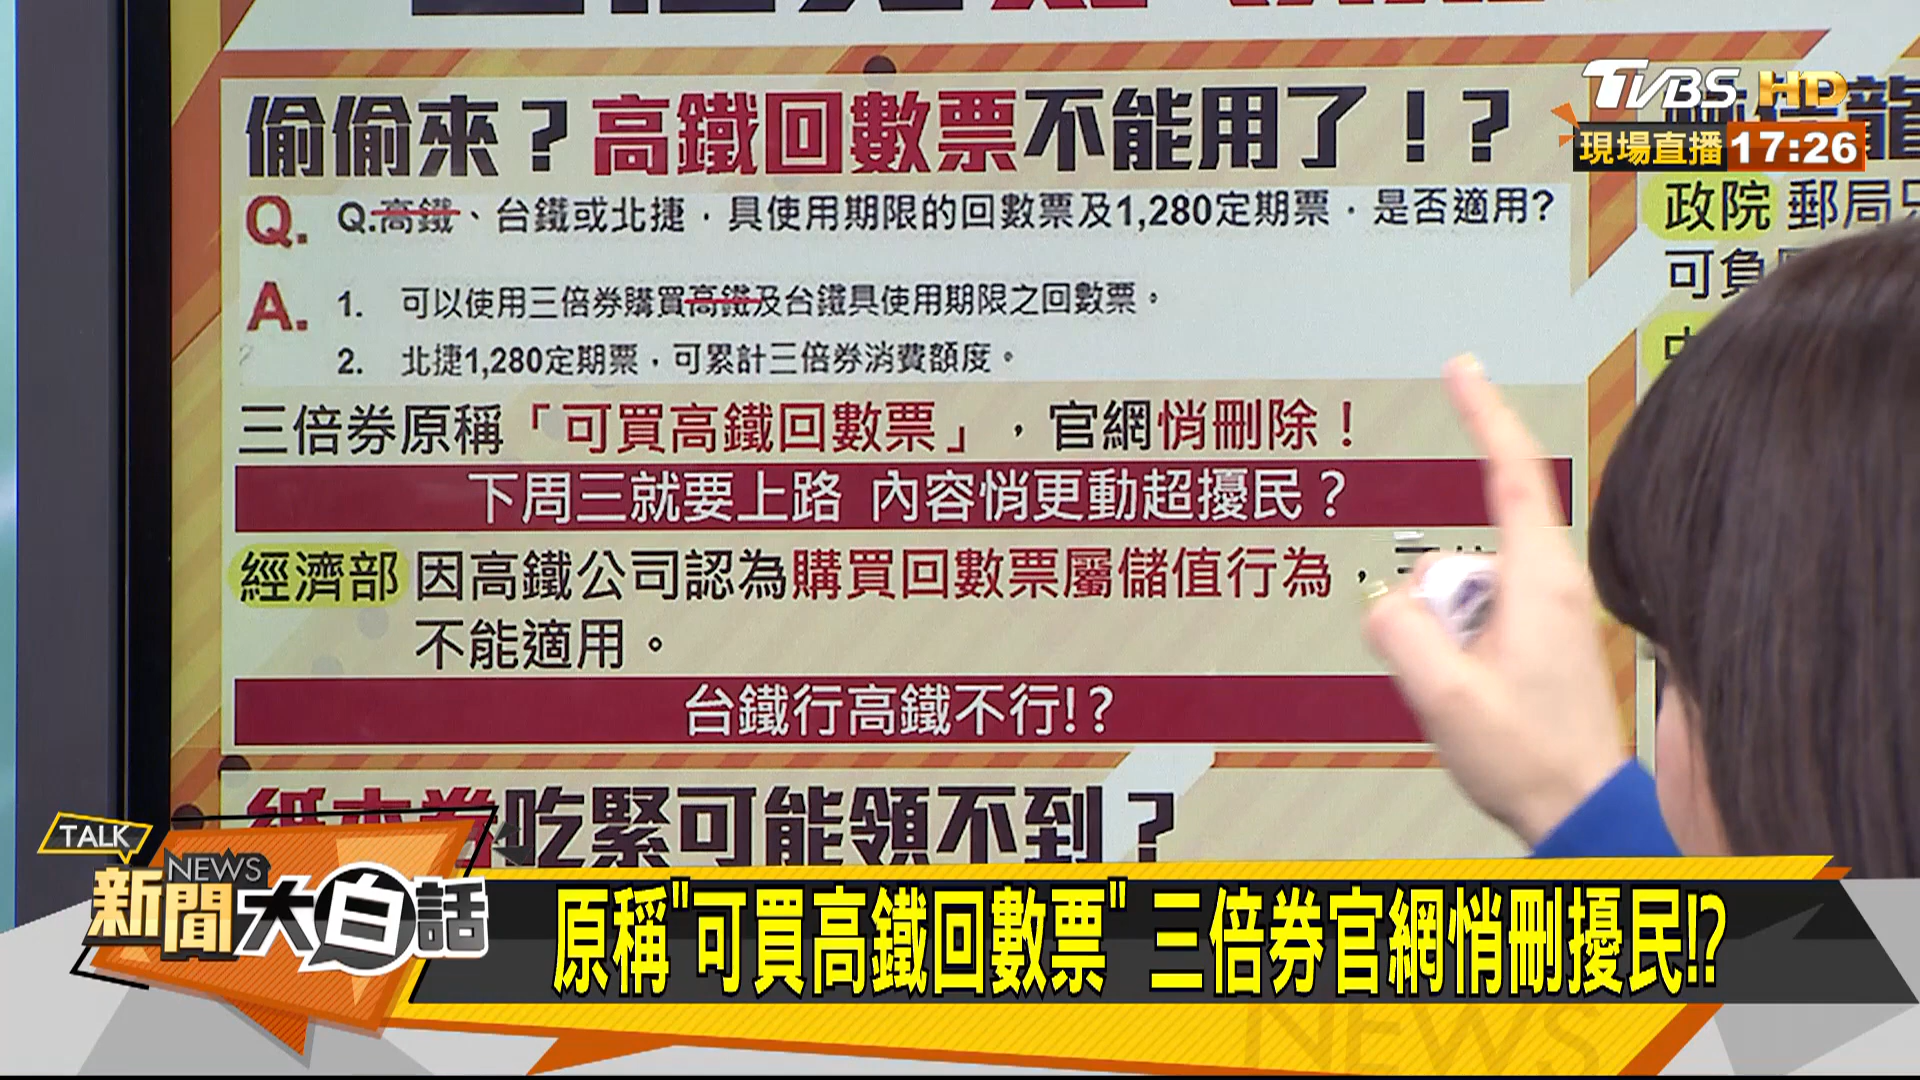 偷偷來？高鐵回數票不能用了！？
Q. Q.高鐵、台鐵或北捷，具使用期限的回數票及1,280定期票，是否適用?
A. 1. 可以使用三倍券購買高鐵及台鐵具使用期限之回數票。
2. 北捷1,280定期票，可累計三倍券消費額度。
三倍券原稱「可買高鐵回數票」，官網悄刪除！
下周三就要上路 內容悄更動超擾民？
經濟部 因高鐵公司認為購買回數票屬儲值行為，
不能適用。
台鐵行高鐵不行!？
紙本券吃緊可能領不到？
TVBS HD
現場直播 17:26
政院 郵局
可負
TALK
NEWS
新聞大白話
原稱"可買高鐵回數票" 三倍券官網悄刪擾民!?
NEWS